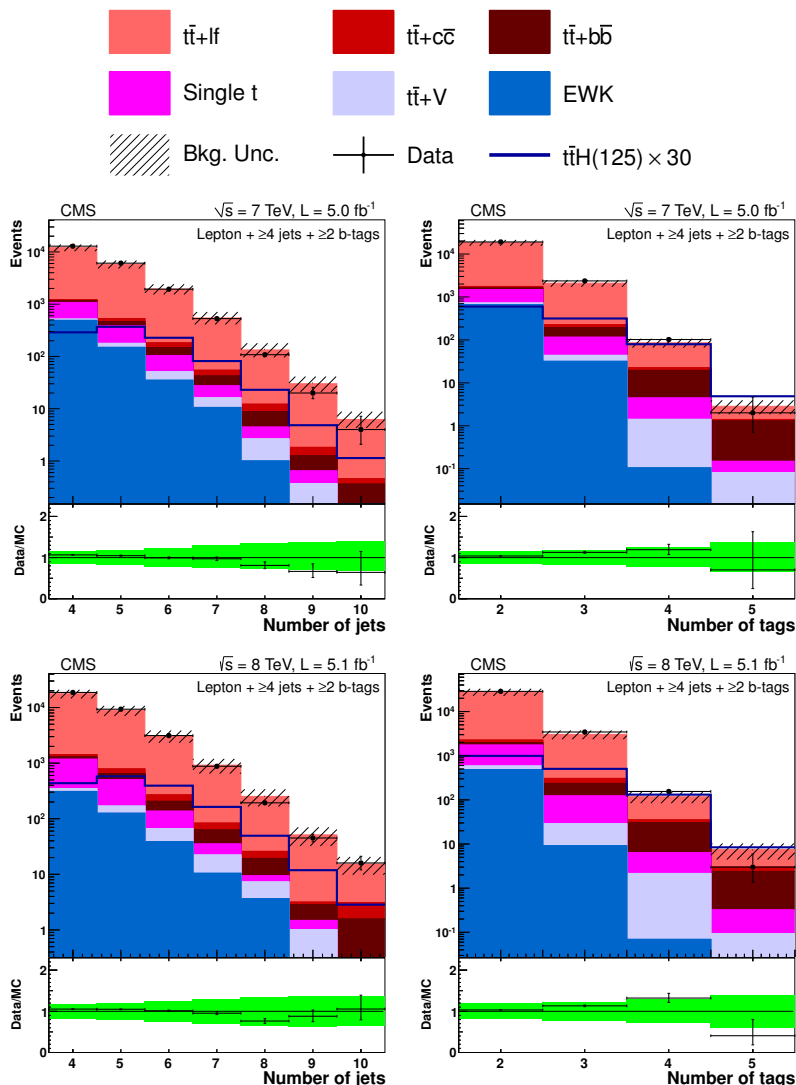 tt̄+lf tt̄+cc̄ tt̄+bb̄
Single t tt̄+V EWK
Bkg. Unc. Data tt̄H(125) × 30
CMS √s = 7 TeV, L = 5.0 fb⁻¹
Lepton + ≥4 jets + ≥2 b-tags
Events
10⁴
10³
10²
10
1
Data/MC
2
1
0
4 5 6 7 8 9 10
Number of jets
CMS √s = 7 TeV, L = 5.0 fb⁻¹
Lepton + ≥4 jets + ≥2 b-tags
Events
10⁴
10³
10²
10
1
10⁻¹
Data/MC
2
1
0
2 3 4 5
Number of tags
CMS √s = 8 TeV, L = 5.1 fb⁻¹
Lepton + ≥4 jets + ≥2 b-tags
Events
10⁴
10³
10²
10
1
Data/MC
2
1
0
4 5 6 7 8 9 10
Number of jets
CMS √s = 8 TeV, L = 5.1 fb⁻¹
Lepton + ≥4 jets + ≥2 b-tags
Events
10⁴
10³
10²
10
1
10⁻¹
Data/MC
2
1
0
2 3 4 5
Number of tags